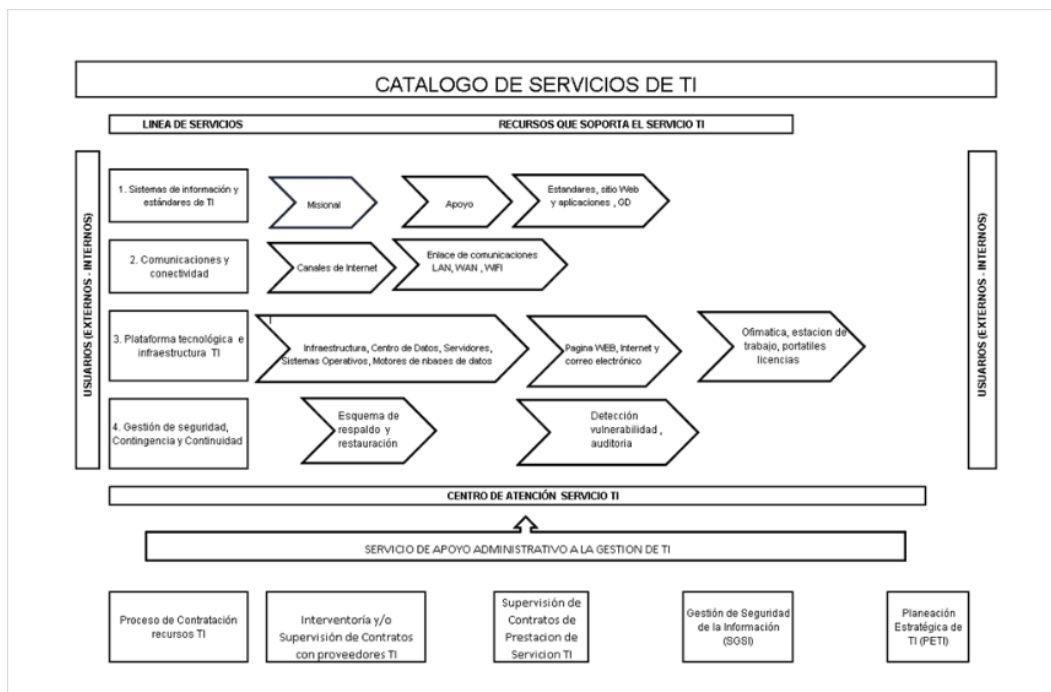 CATALOGO DE SERVICIOS DE TI
LINEA DE SERVICIOS
RECURSOS QUE SOPORTA EL SERVICIO TI
USUARIOS (EXTERNOS - INTERNOS)
1. Sistemas de información y
estándares de TI
Misional
Apoyo
Estandares, sitio Web
y aplicaciones , GD
2. Comunicaciones y
conectividad
Canales de Internet
Enlace de comunicaciones
LAN, WAN , WIFI
3. Plataforma tecnológica e
infraestructura TI
Infraestructura, Centro de Datos, Servidores,
Sistemas Operativos, Motores de nbases de datos
Pagina WEB, Internet y
correo electrónico
Ofimatica, estacion de
trabajo, portatiles
licencias
4. Gestión de seguridad,
Contingencia y Continuidad
Esquema de
respaldo y
restauración
Detección
vulnerabilidad ,
auditoria
USUARIOS (EXTERNOS - INTERNOS)
CENTRO DE ATENCIÓN SERVICIO TI
SERVICIO DE APOYO ADMINISTRATIVO A LA GESTION DE TI
Proceso de Contratación
recursos TI
Interventoría y/o
Supervisión de Contratos
con proveedores TI
Supervisión de
Contratos de
Prestacion de
Servicion TI
Gestión de Seguridad
de la Información
(SGSI)
Planeación
Estratégica de
TI (PETI)